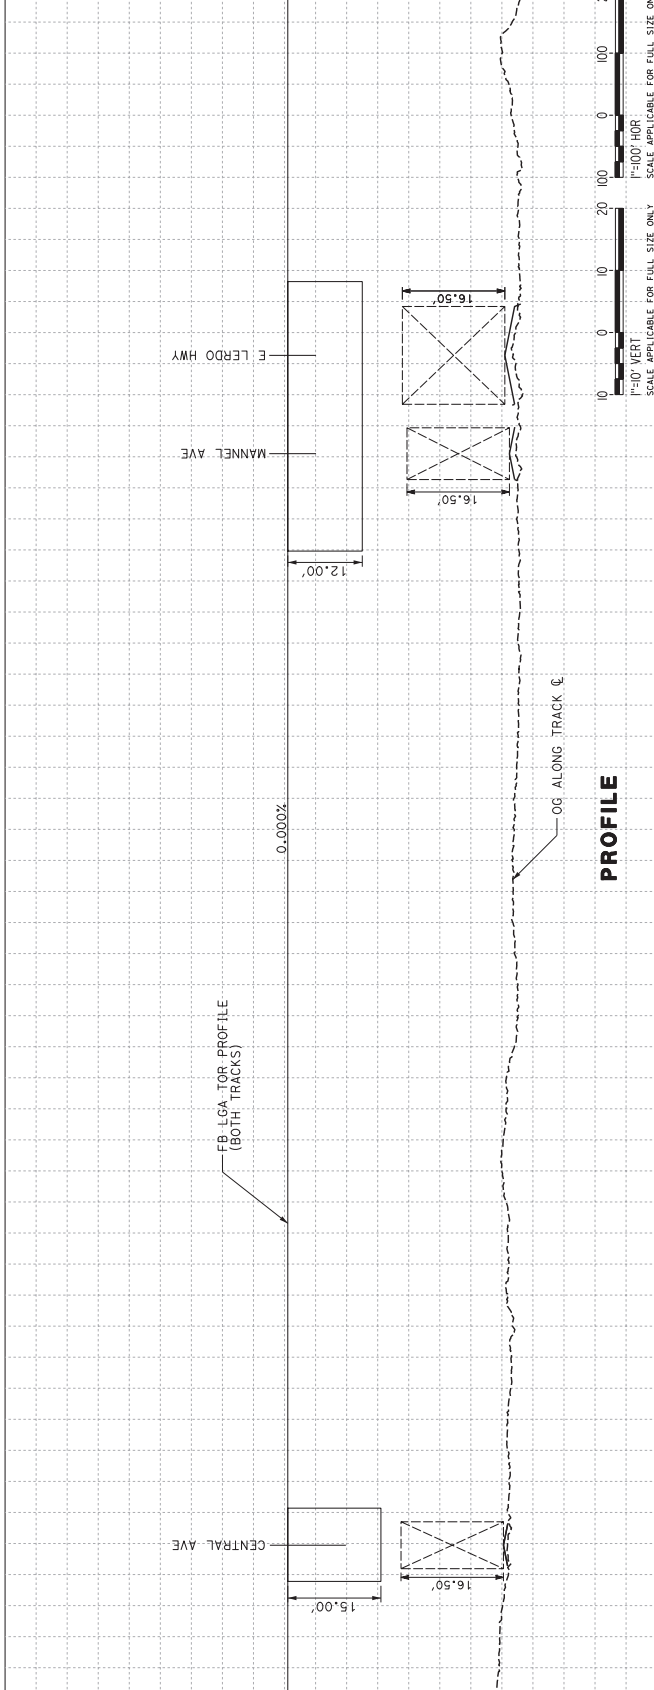 CENTRAL AVE
15.00'
16.50'
FB LGA TOR PROFILE
(BOTH TRACKS)
0.000%
OG ALONG TRACK ℄
PROFILE
12.00'
MANNEL AVE
E LERDO HWY
16.50'
16.50'
10 0 10 20
1"=10' VERT
SCALE APPLICABLE FOR FULL SIZE ONLY
100 0 100
1"=100' HOR
SCALE APPLICABLE FOR FULL SIZE